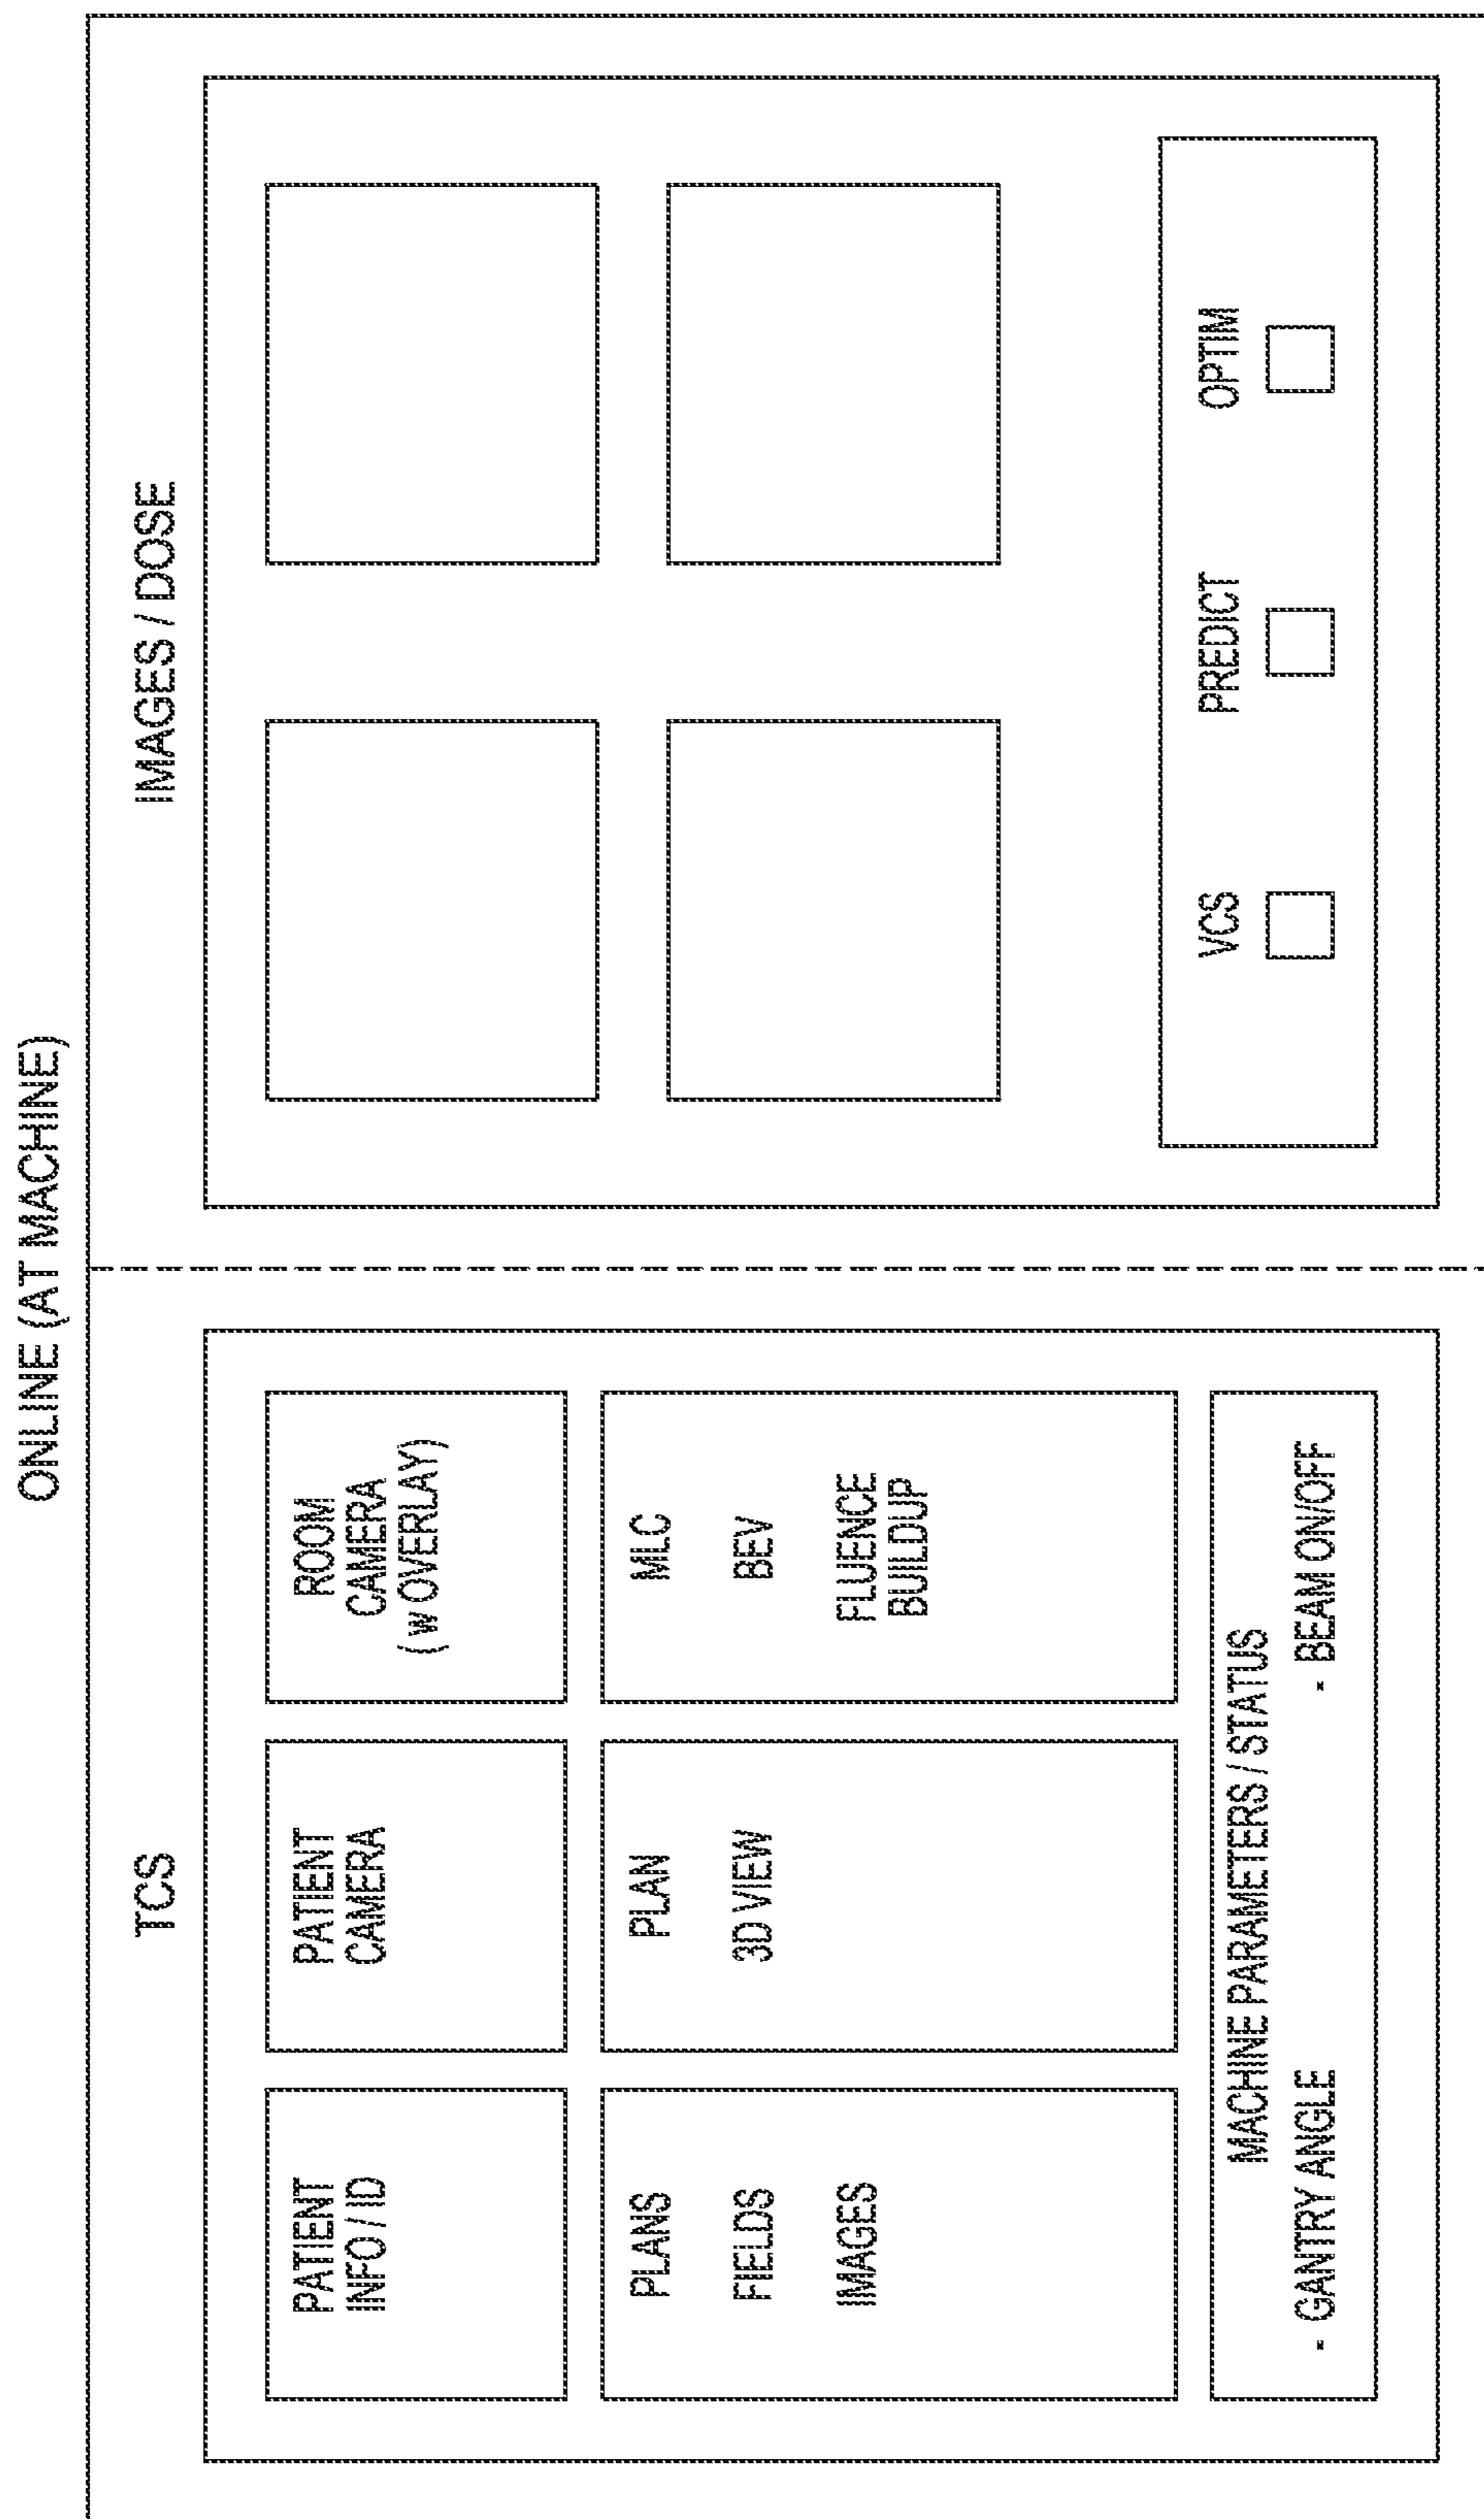 ONLINE (AT MACHINE)
TCS
PATIENT
INFO / ID
PATIENT
CAMERA
ROOM
CAMERA
( w OVERLAY)
PLANS
FIELDS
IMAGES
PLAN
3D VIEW
MLC
BEV
FLUENCE
BUILDUP
MACHINE PARAMETERS / STATUS
- GANTRY ANGLE
- BEAM ON/OFF
IMAGES / DOSE
VCS
PREDICT
OPTIM